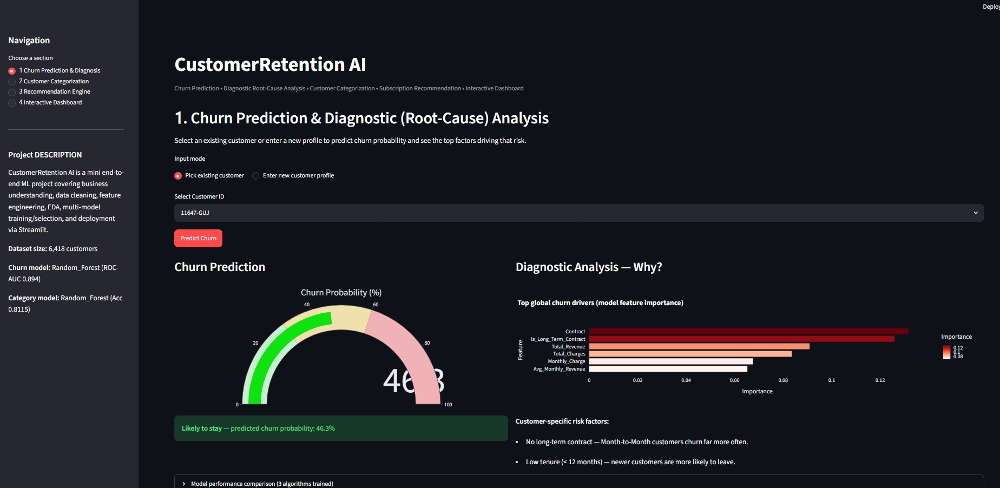 Deploy
Navigation
Choose a section
1 Churn Prediction & Diagnosis
2 Customer Categorization
3 Recommendation Engine
4 Interactive Dashboard
Project DESCRIPTION
CustomerRetention AI is a mini end-to-
end ML project covering business
understanding, data cleaning, feature
engineering, EDA, multi-model
training/selection, and deployment
via Streamlit.
Dataset size: 6,418 customers
Churn model: Random_Forest (ROC-
AUC 0.894)
Category model: Random_Forest (Acc
0.8115)
CustomerRetention AI
Churn Prediction • Diagnostic Root-Cause Analysis • Customer Categorization • Subscription Recommendation • Interactive Dashboard
1. Churn Prediction & Diagnostic (Root-Cause) Analysis
Select an existing customer or enter a new profile to predict churn probability and see the top factors driving that risk.
Input mode
Pick existing customer
Enter new customer profile
Select Customer ID
11647-GUJ
Predict Churn
Churn Prediction
Churn Probability (%)
0
20
40
60
80
100
Likely to stay — predicted churn probability: 46.3%
Diagnostic Analysis — Why?
Top global churn drivers (model feature importance)
Feature
Contract
Is_Long_Term_Contract
Total_Revenue
Total_Charges
Monthly_Charge
Avg_Monthly_Revenue
0
0.02
0.04
0.06
0.08
0.1
0.12
Importance
Importance
0.12
0.1
0.08
Customer-specific risk factors:
• No long-term contract — Month-to-Month customers churn far more often.
• Low tenure (< 12 months) — newer customers are more likely to leave.
Model performance comparison (3 algorithms trained)